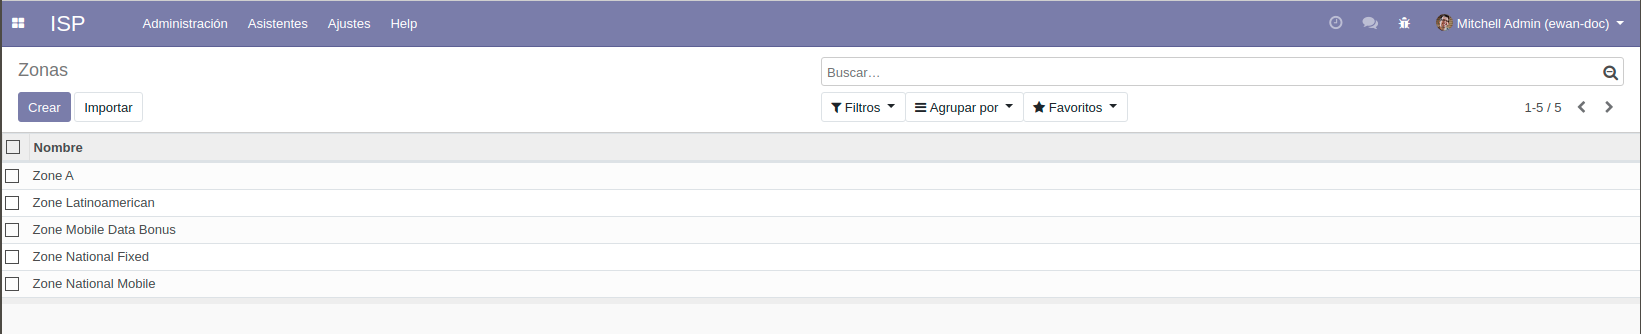 ISP Administración Asistentes Ajustes Help Mitchell Admin (ewan-doc)
Zonas Buscar...
Crear Importar Filtros Agrupar por Favoritos 1-5 / 5
Nombre
Zone A
Zone Latinoamerican
Zone Mobile Data Bonus
Zone National Fixed
Zone National Mobile